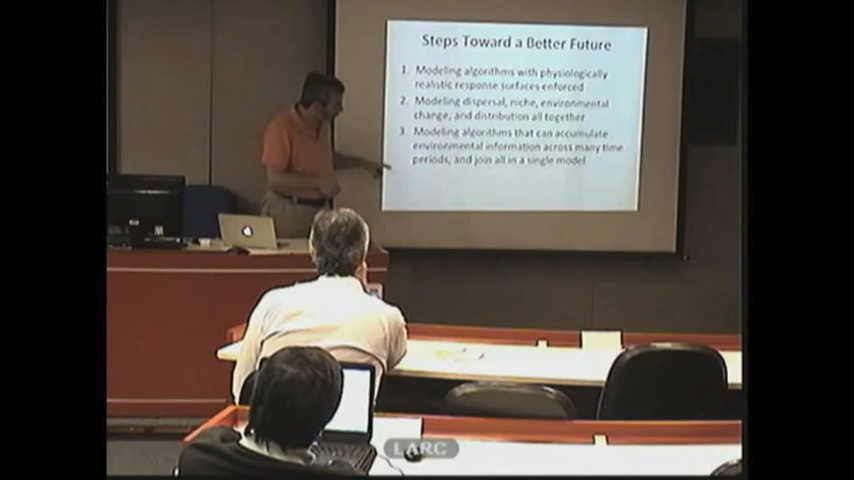 Steps Toward a Better Future
1. Modeling algorithms with physiologically
realistic response surfaces enforced
2. Modeling dispersal, niche, environmental
change, and distribution all together
3. Modeling algorithms that can accumulate
environmental information across many time
periods, and join all in a single model
LARC